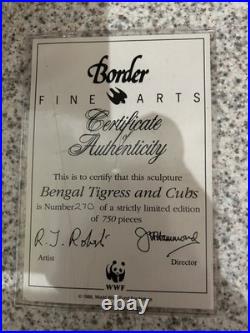 Border
FINE ARTS
Certificate
of
Authenticity
This is to certify that this sculpture
Bengal Tigress and Cubs
is Number 270 of a strictly limited edition
of 750 pieces
R. J. Roberts
Artist
Director
WWF